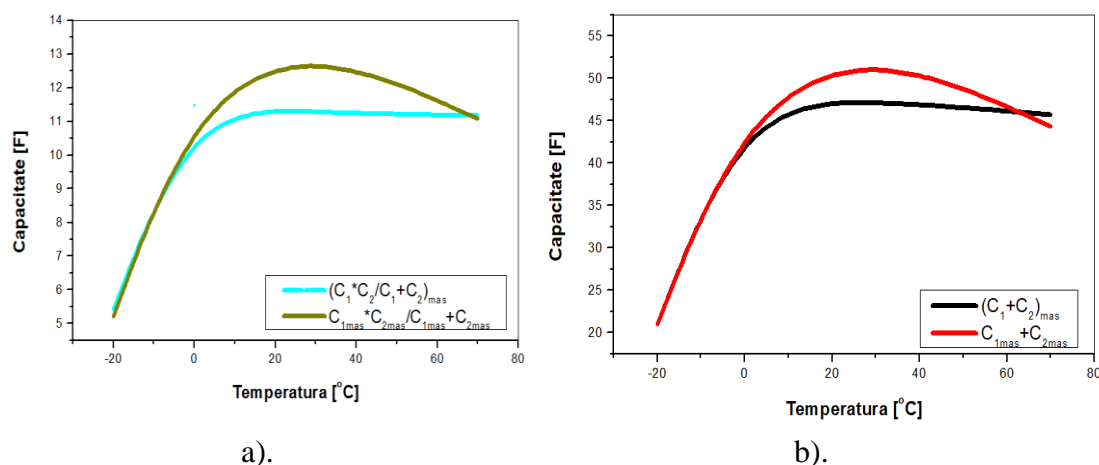 14
13
12
11
10
9
8
7
6
5
Capacitate [F]
-20 0 20 40 60 80
Temperatura [°C]
(C₁*C₂/C₁+C₂)mas
C₁mas*C₂mas/C₁mas+C₂mas
a).
55
50
45
40
35
30
25
20
Capacitate [F]
-20 0 20 40 60 80
Temperatura [°C]
(C₁+C₂)mas
C₁mas+C₂mas
b).